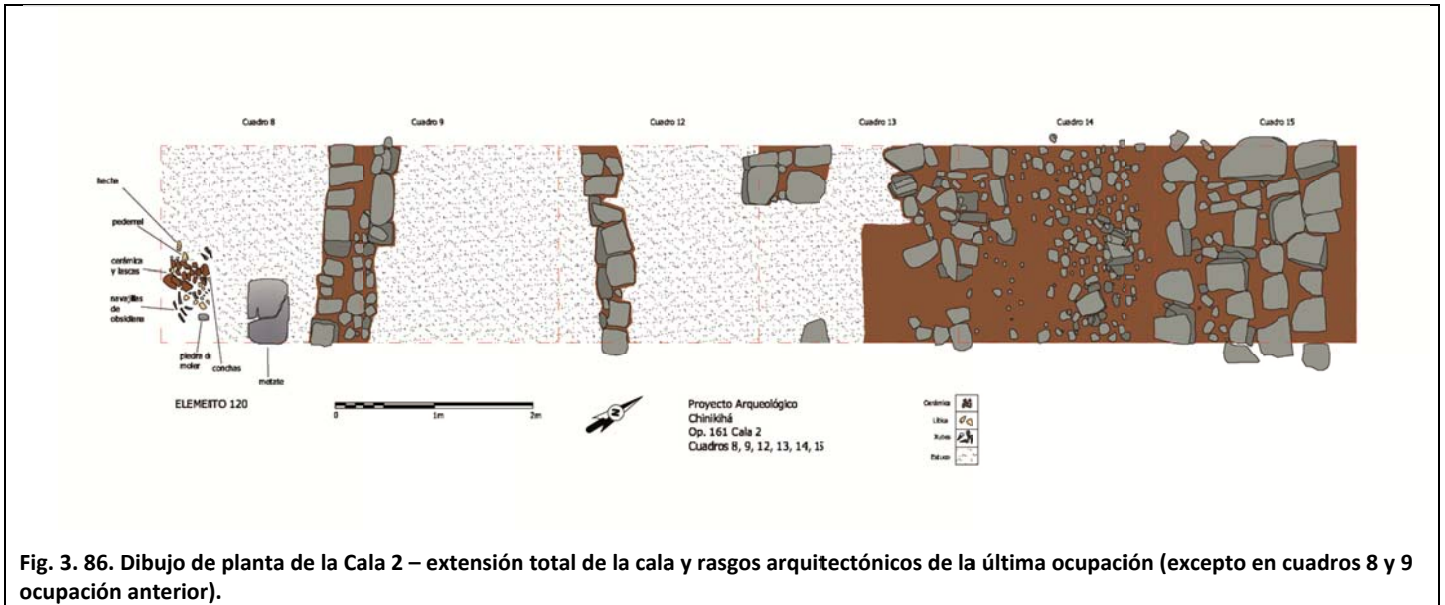 Cuadro 8
Cuadro 9
Cuadro 12
Cuadro 13
Cuadro 14
Cuadro 15
hacha
pedernal
cerámica
y lascas
navajillas
de
obsidiana
piedra de
moler
conchas
metate
ELEMENTO 120
0
1m
2m
N
Proyecto Arqueológico
Chinikihá
Op. 161 Cala 2
Cuadros 8, 9, 12, 13, 14, 15
Cerámica
Lítica
Estuco
Fig. 3. 86. Dibujo de planta de la Cala 2 – extensión total de la cala y rasgos arquitectónicos de la última ocupación (excepto en cuadros 8 y 9
ocupación anterior).